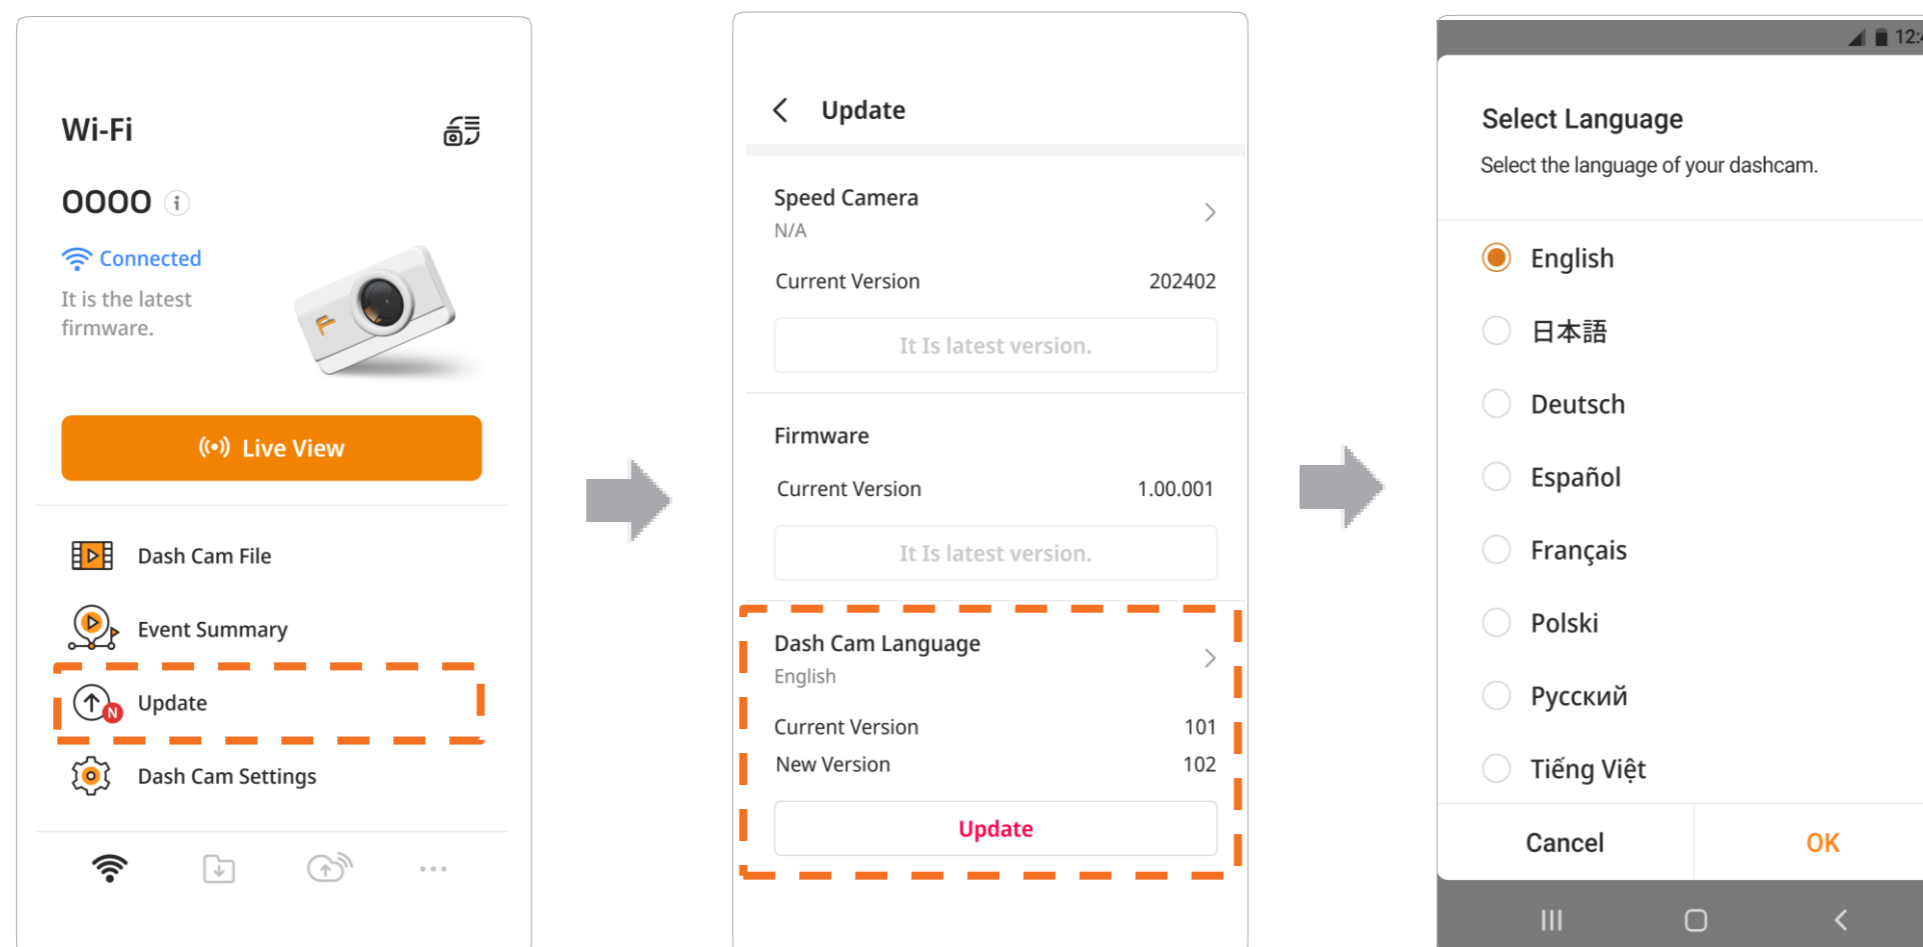 Wi-Fi
OOOO
Connected
It is the latest
firmware.
Live View
Dash Cam File
Event Summary
N
Update
Dash Cam Settings
Update
Speed Camera
N/A
Current Version 202402
It Is latest version.
Firmware
Current Version 1.00.001
It Is latest version.
Dash Cam Language
English
Current Version 101
New Version 102
Update
Select Language
Select the language of your dashcam.
English
日本語
Deutsch
Español
Français
Polski
Русский
Tiếng Việt
Cancel OK